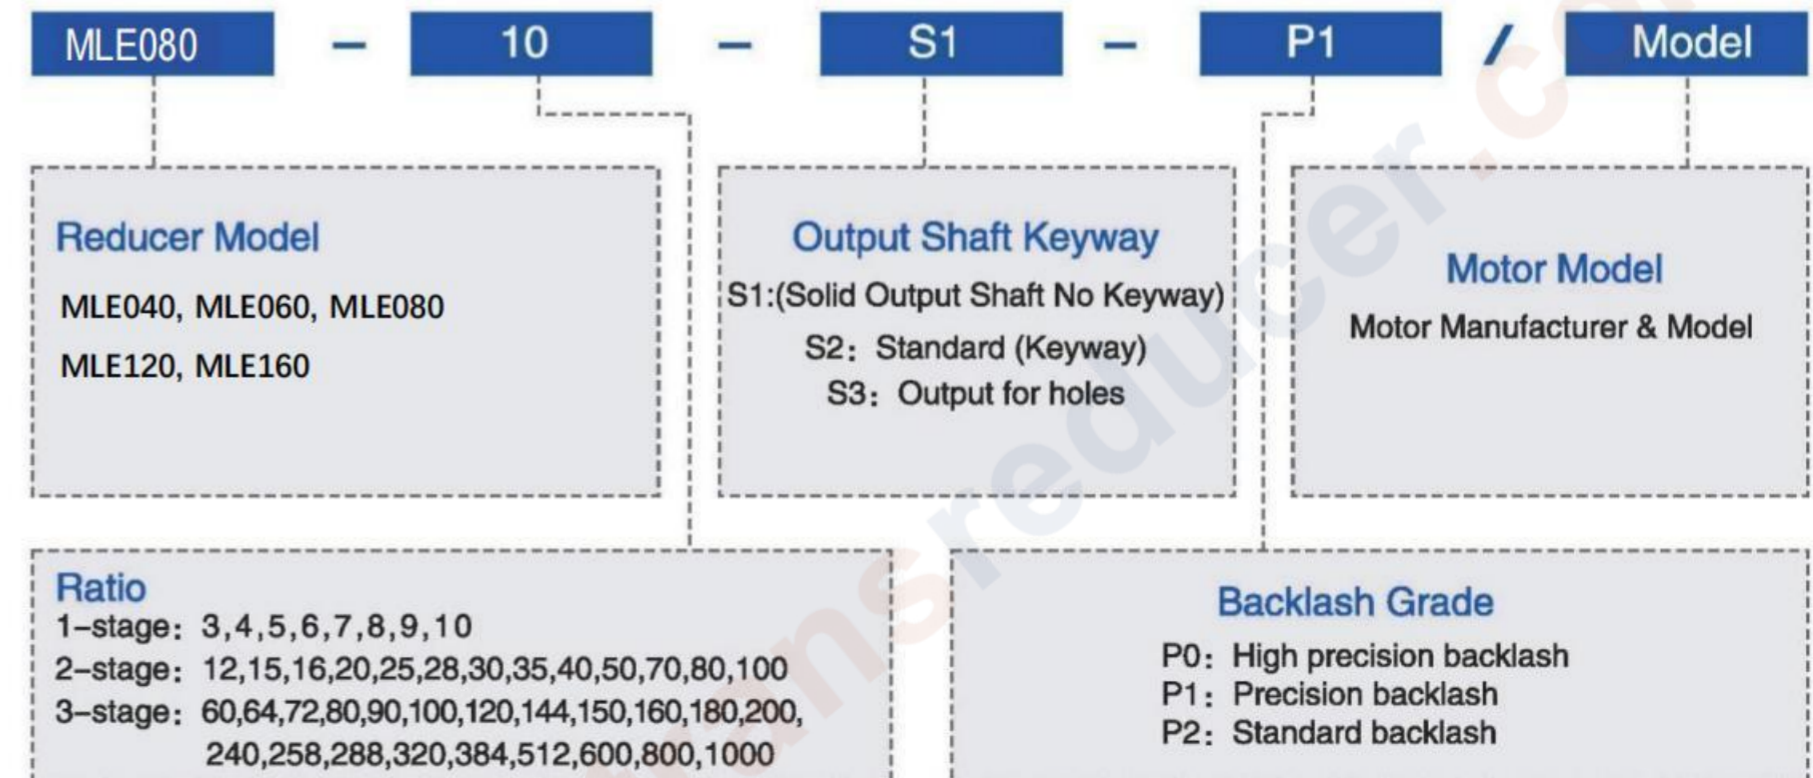 MLE080 - 10 - S1 - P1 / Model
Reducer Model
MLE040, MLE060, MLE080
MLE120, MLE160
Output Shaft Keyway
S1:(Solid Output Shaft No Keyway)
S2: Standard (Keyway)
S3: Output for holes
Motor Model
Motor Manufacturer & Model
Ratio
1-stage: 3,4,5,6,7,8,9,10
2-stage: 12,15,16,20,25,28,30,35,40,50,70,80,100
3-stage: 60,64,72,80,90,100,120,144,150,160,180,200,
240,258,288,320,384,512,600,800,1000
Backlash Grade
P0: High precision backlash
P1: Precision backlash
P2: Standard backlash
transreducer.co